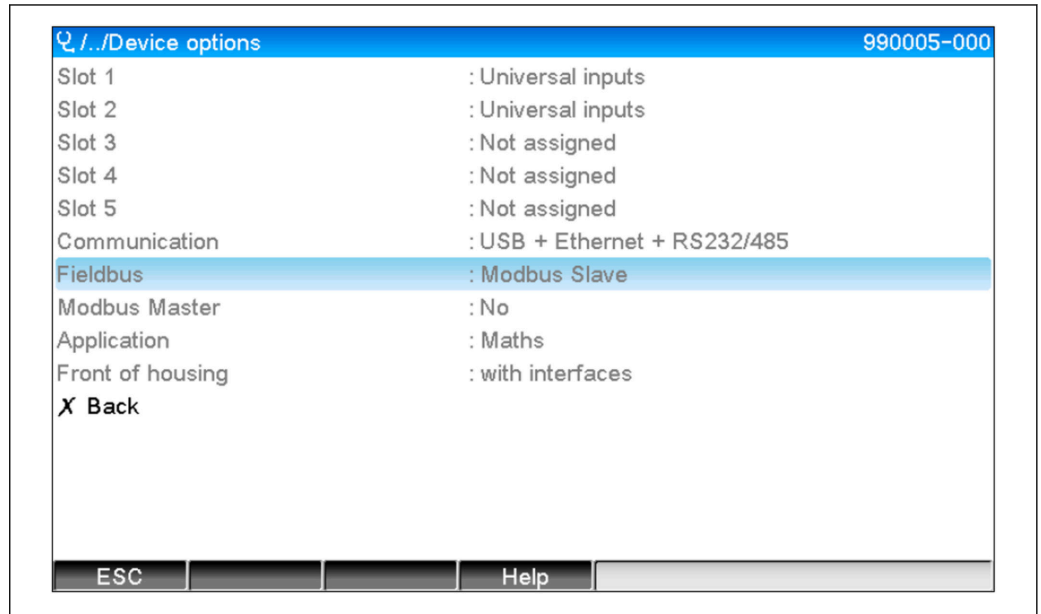 /../Device options 990005-000
Slot 1 : Universal inputs
Slot 2 : Universal inputs
Slot 3 : Not assigned
Slot 4 : Not assigned
Slot 5 : Not assigned
Communication : USB + Ethernet + RS232/485
Fieldbus : Modbus Slave
Modbus Master : No
Application : Maths
Front of housing : with interfaces
X Back
ESC Help